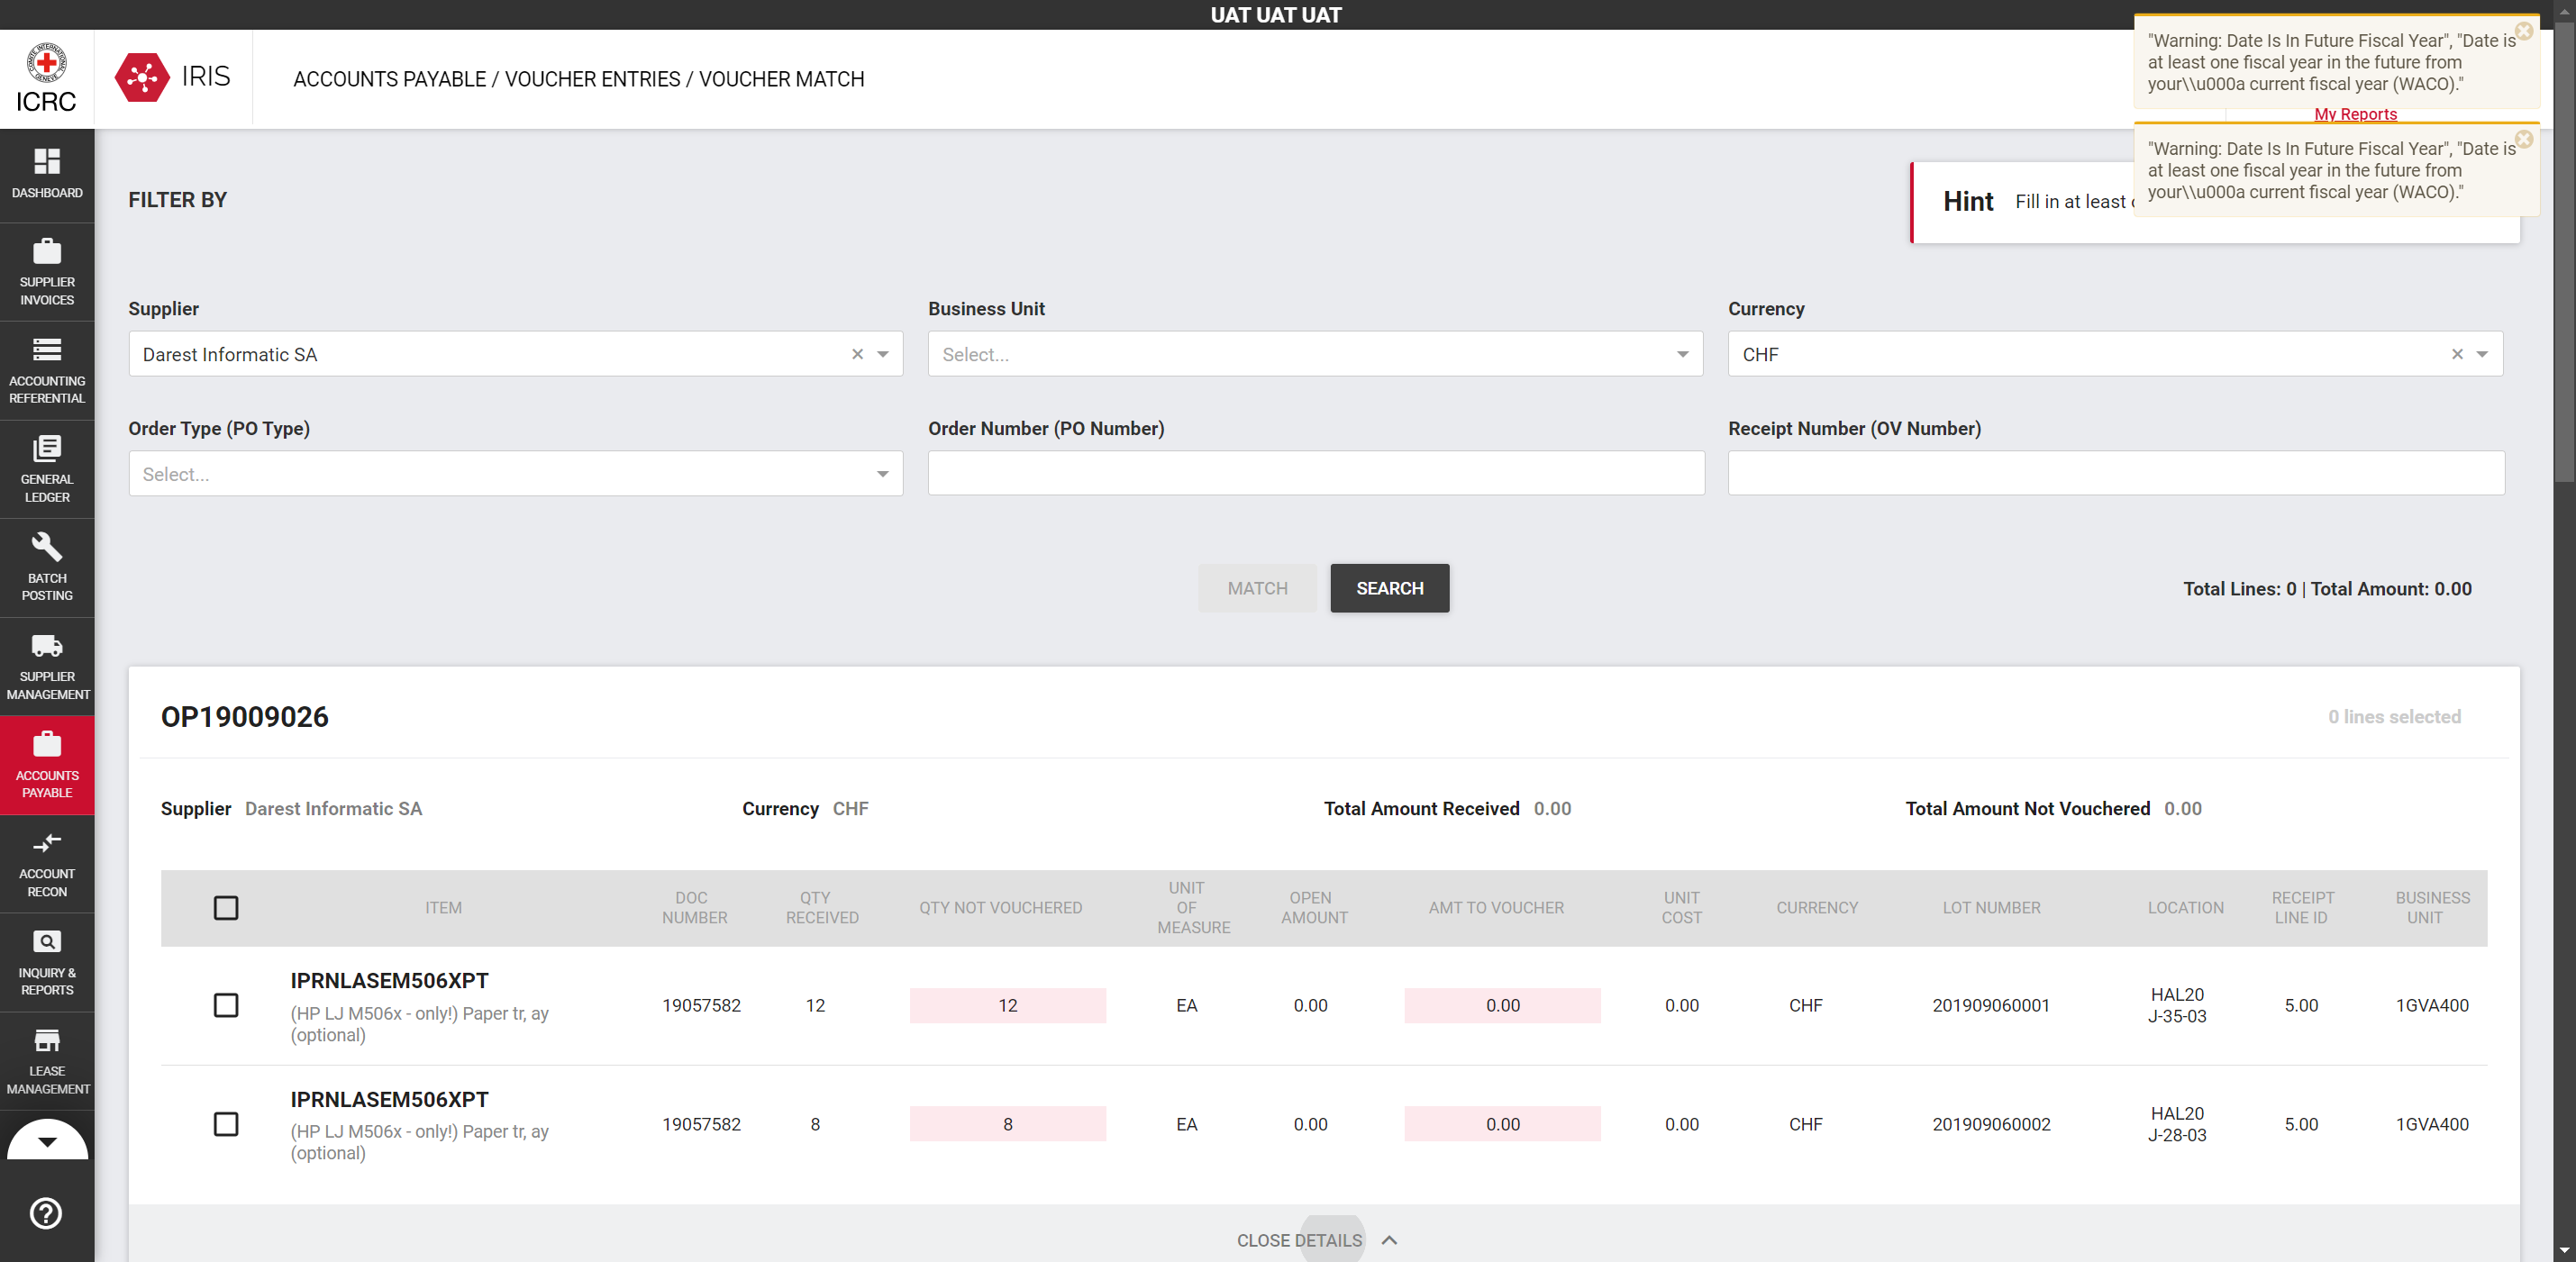 UAT UAT UAT
ICRC
IRIS
ACCOUNTS PAYABLE / VOUCHER ENTRIES / VOUCHER MATCH
"Warning: Date Is In Future Fiscal Year", "Date is
at least one fiscal year in the future from
your\\u000a current fiscal year (WACO)."
My Reports
"Warning: Date Is In Future Fiscal Year", "Date is
at least one fiscal year in the future from
your\\u000a current fiscal year (WACO)."
DASHBOARD
SUPPLIER
INVOICES
ACCOUNTING
REFERENTIAL
GENERAL
LEDGER
BATCH
POSTING
SUPPLIER
MANAGEMENT
ACCOUNTS
PAYABLE
ACCOUNT
RECON
INQUIRY &
REPORTS
LEASE
MANAGEMENT
FILTER BY
Hint Fill in at least
Supplier Business Unit Currency
Darest Informatic SA Select... CHF
Order Type (PO Type) Order Number (PO Number) Receipt Number (OV Number)
Select...
MATCH SEARCH Total Lines: 0 | Total Amount: 0.00
OP19009026 0 lines selected
Supplier Darest Informatic SA Currency CHF Total Amount Received 0.00 Total Amount Not Vouchered 0.00
ITEM DOC NUMBER QTY RECEIVED QTY NOT VOUCHERED UNIT OF MEASURE OPEN AMOUNT AMT TO VOUCHER UNIT COST CURRENCY LOT NUMBER LOCATION RECEIPT LINE ID BUSINESS UNIT
IPRNLASEM506XPT
(HP LJ M506x - only!) Paper tr, ay
(optional)
19057582 12 12 EA 0.00 0.00 0.00 CHF 201909060001 HAL20 J-35-03 5.00 1GVA400
IPRNLASEM506XPT
(HP LJ M506x - only!) Paper tr, ay
(optional)
19057582 8 8 EA 0.00 0.00 0.00 CHF 201909060002 HAL20 J-28-03 5.00 1GVA400
CLOSE DETAILS